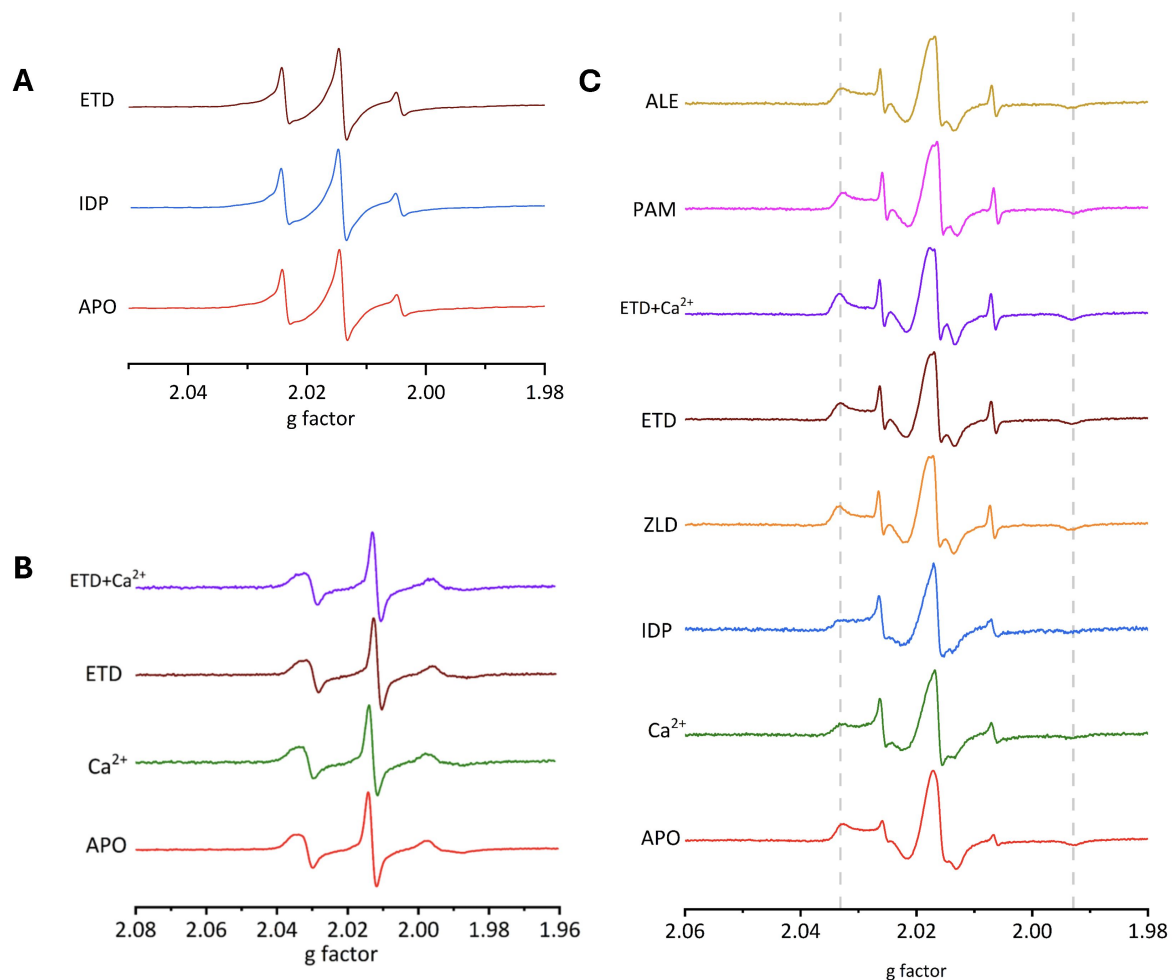 A
ETD
IDP
APO
2.04 2.02 2.00 1.98
g factor
B
ETD+Ca²⁺
ETD
Ca²⁺
APO
2.08 2.06 2.04 2.02 2.00 1.98 1.96
g factor
C
ALE
PAM
ETD+Ca²⁺
ETD
ZLD
IDP
Ca²⁺
APO
2.06 2.04 2.02 2.00 1.98
g factor